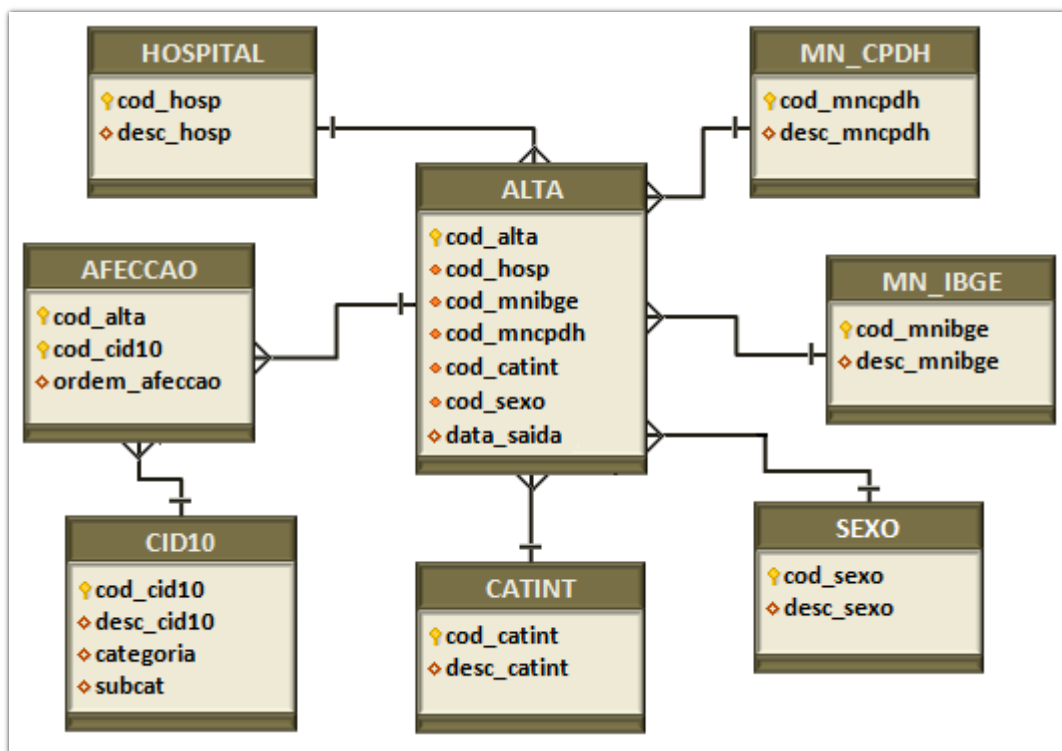 HOSPITAL
cod_hosp
desc_hosp
MN_CPDH
cod_mncpdh
desc_mncpdh
ALTA
cod_alta
cod_hosp
cod_mnibge
cod_mncpdh
cod_catint
cod_sexo
data_saida
AFECCAO
cod_alta
cod_cid10
ordem_afeccao
MN_IBGE
cod_mnibge
desc_mnibge
CID10
cod_cid10
desc_cid10
categoria
subcat
CATINT
cod_catint
desc_catint
SEXO
cod_sexo
desc_sexo